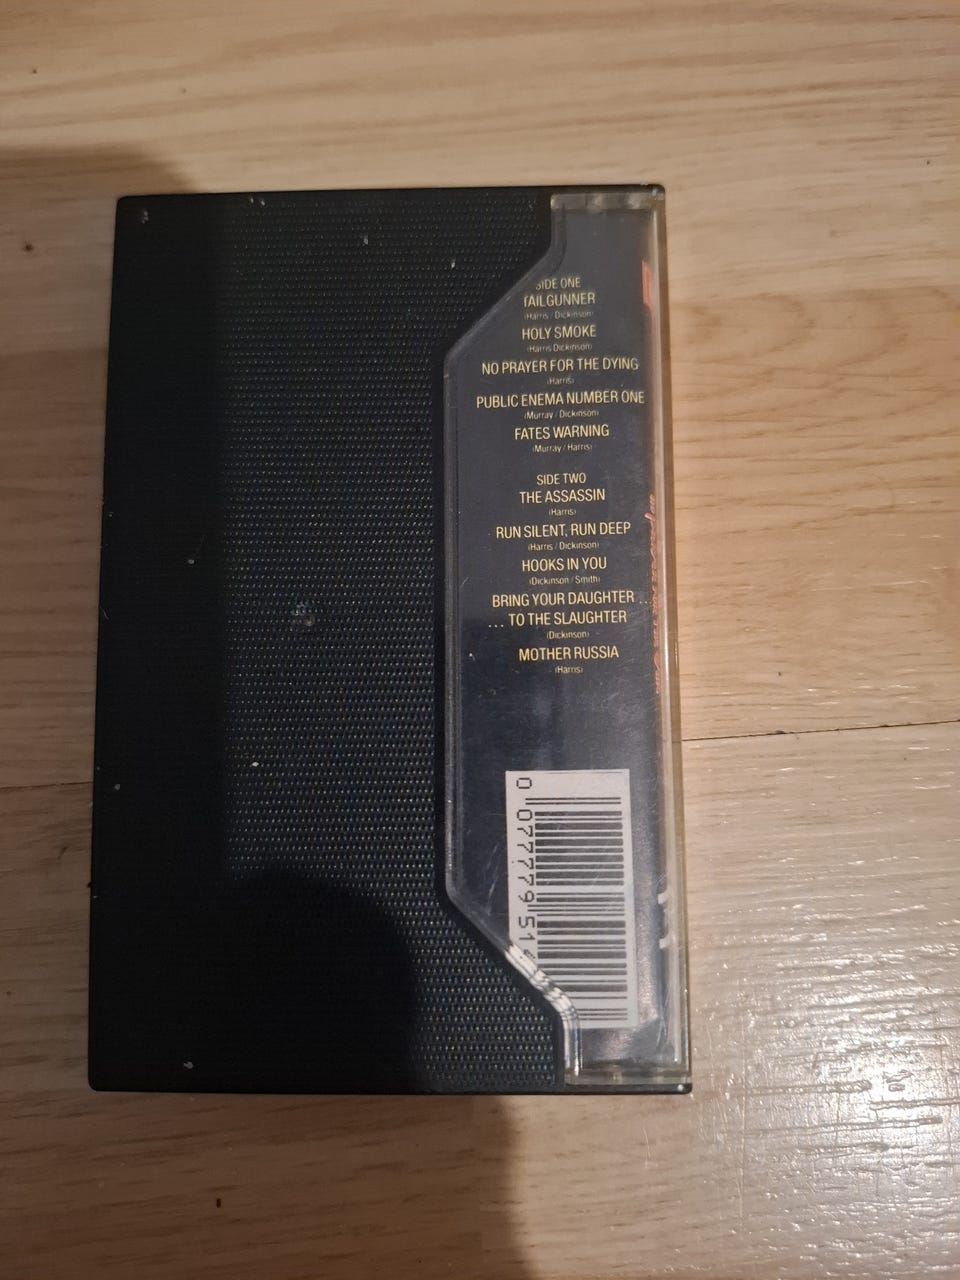 SIDE ONE
TAILGUNNER
(Harris / Dickinson)
HOLY SMOKE
(Harris Dickinson)
NO PRAYER FOR THE DYING
(Harris)
PUBLIC ENEMA NUMBER ONE
(Murray / Dickinson)
FATES WARNING
(Murray / Harris)
SIDE TWO
THE ASSASSIN
(Harris)
RUN SILENT, RUN DEEP
(Harris / Dickinson)
HOOKS IN YOU
(Dickinson / Smith)
BRING YOUR DAUGHTER ...
... TO THE SLAUGHTER
(Dickinson)
MOTHER RUSSIA
(Harris)
0 077779 51